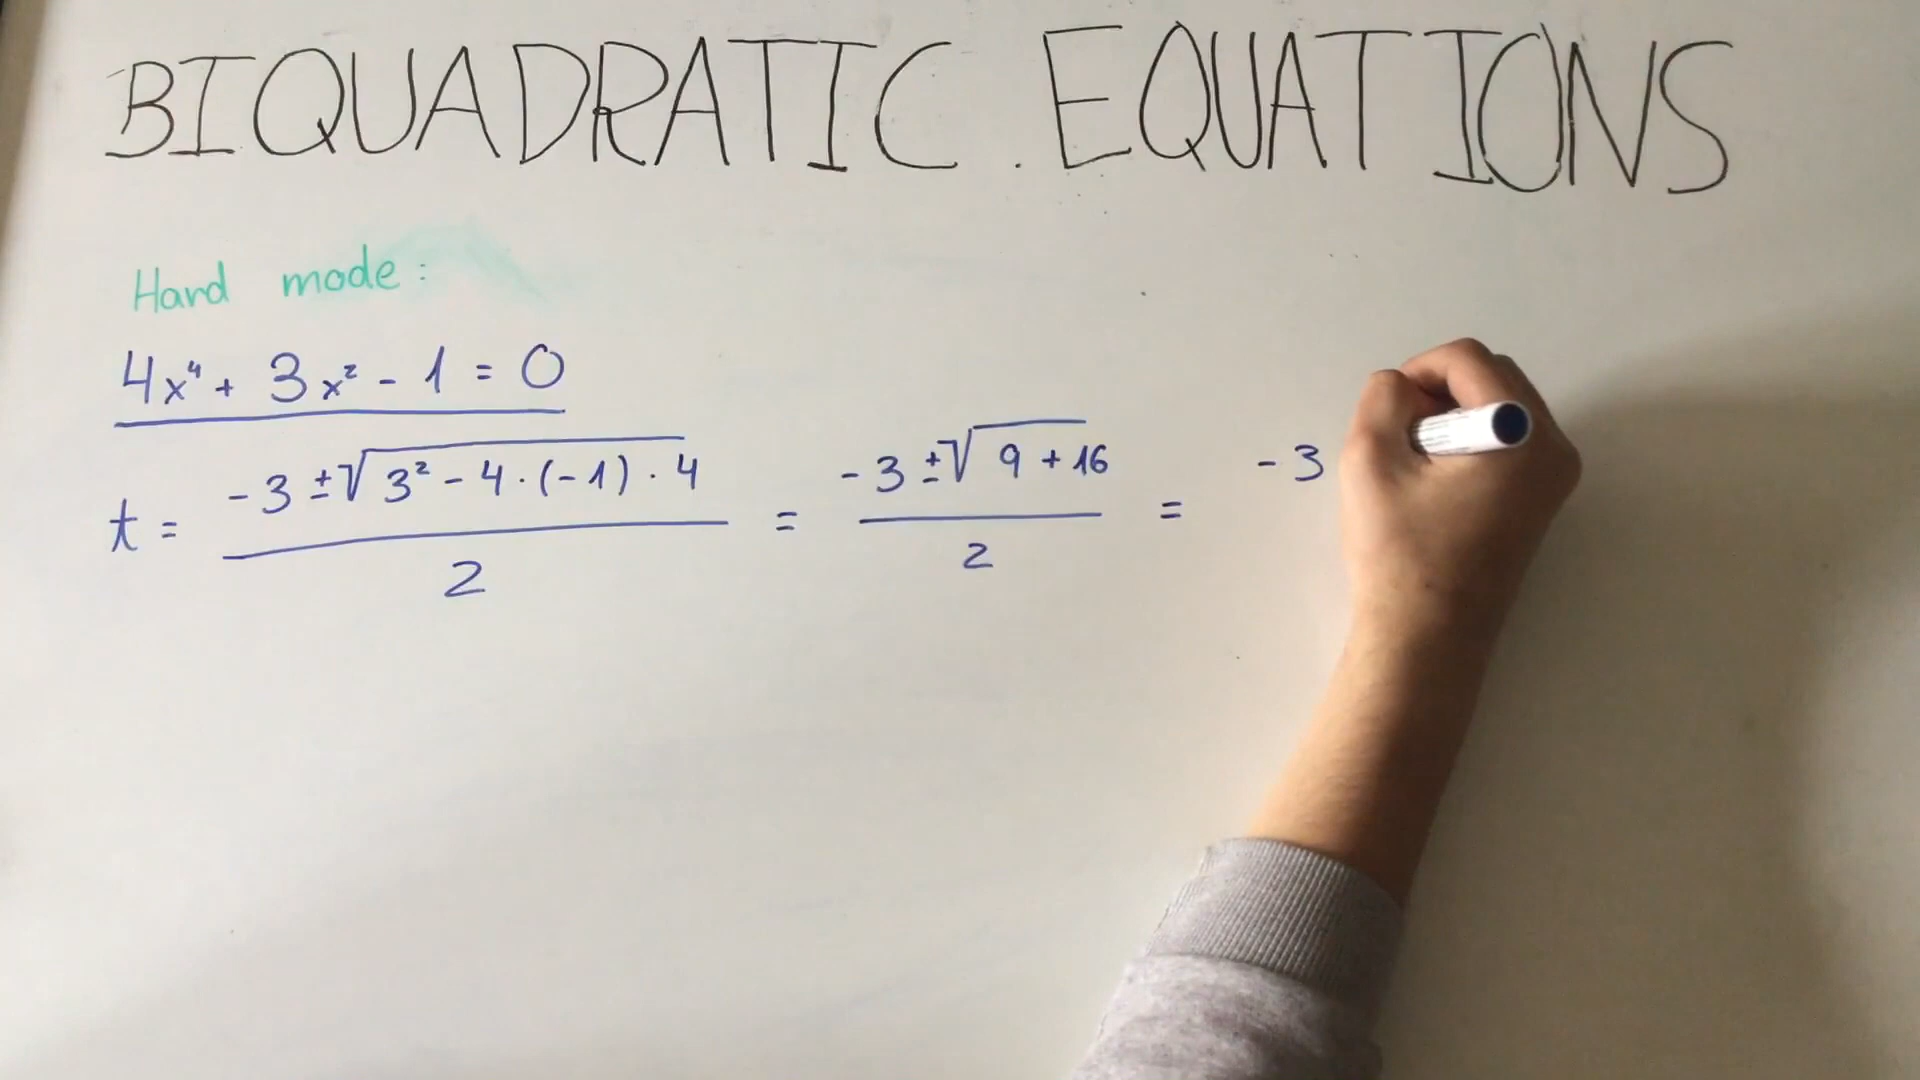 BIQUADRATIC EQUATIONS
Hard mode:
4x⁴ + 3x² - 1 = 0
t = (-3 ± √(3² - 4·(-1)·4)) / 2 = (-3 ± √(9 + 16)) / 2 = -3